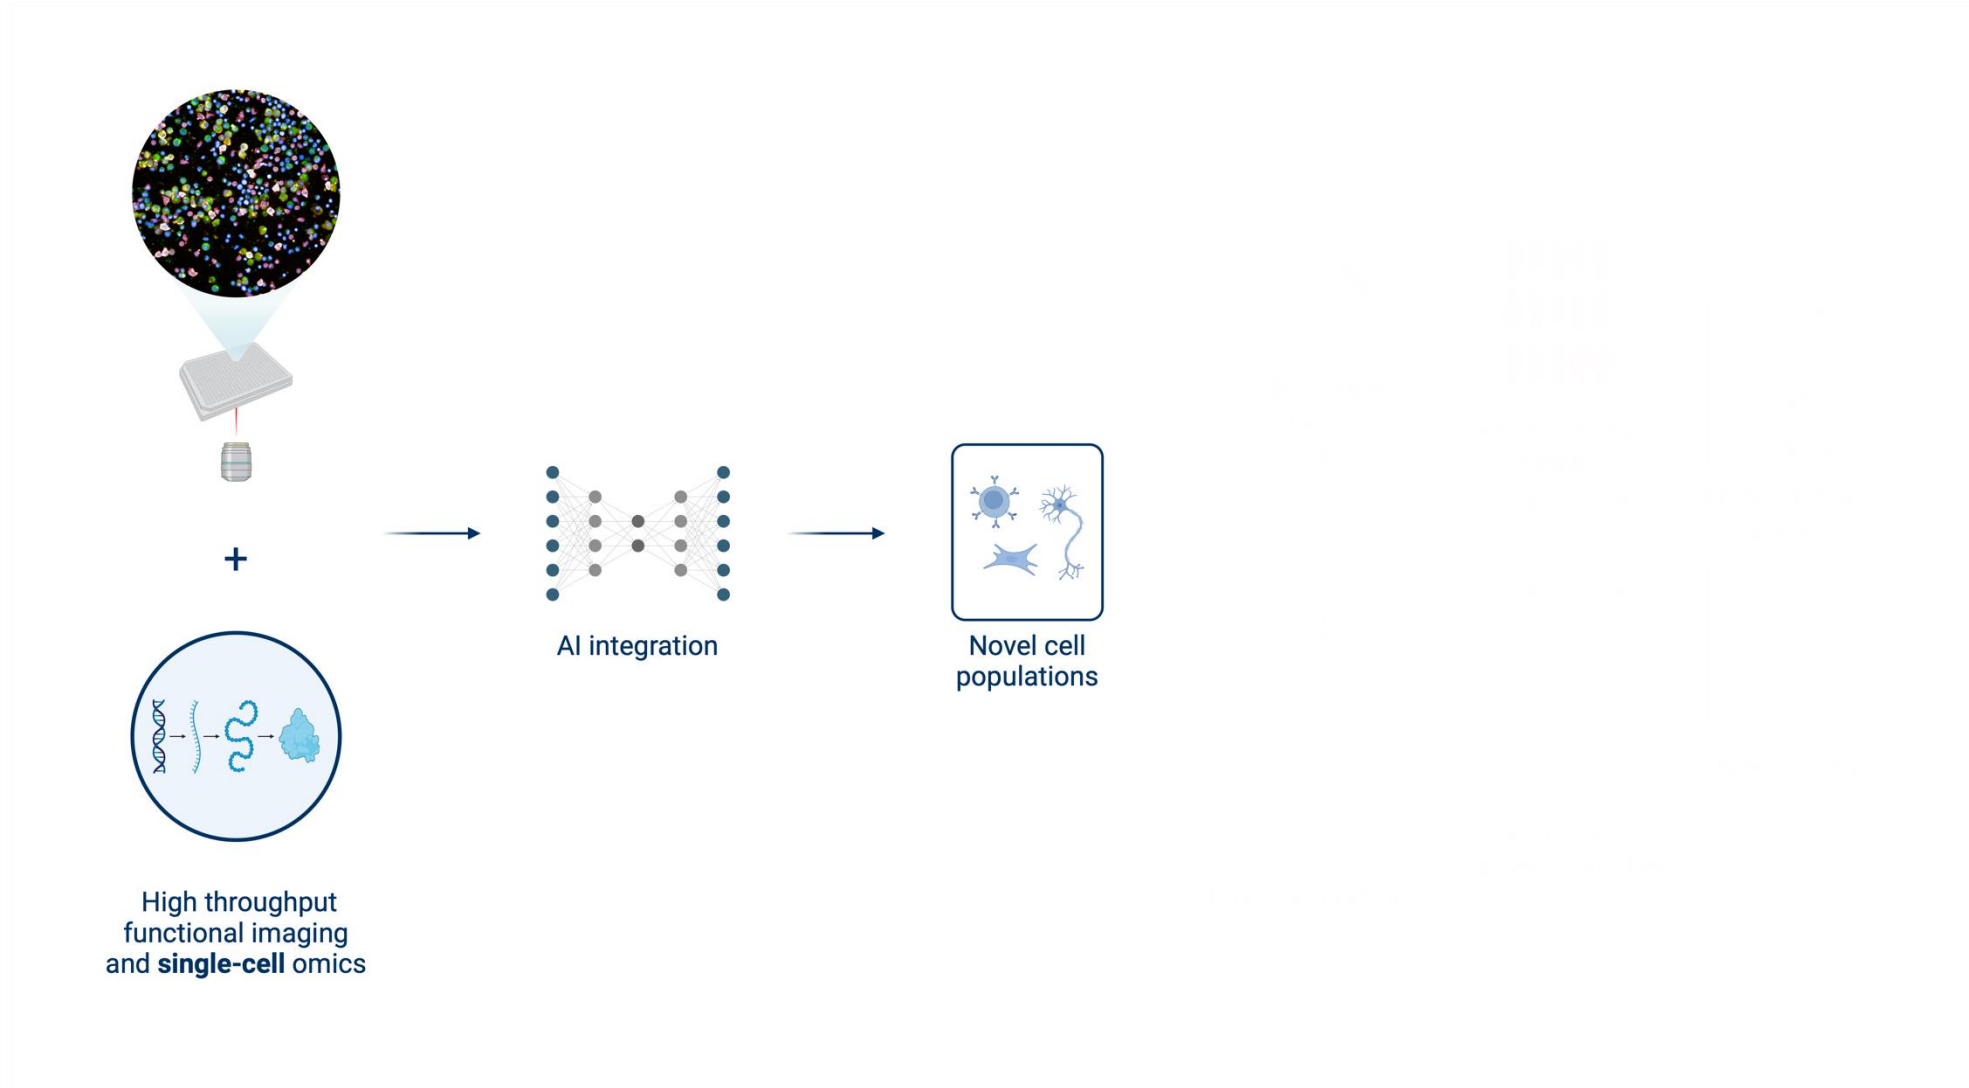 +
AI integration
Novel cell
populations
High throughput
functional imaging
and single-cell omics